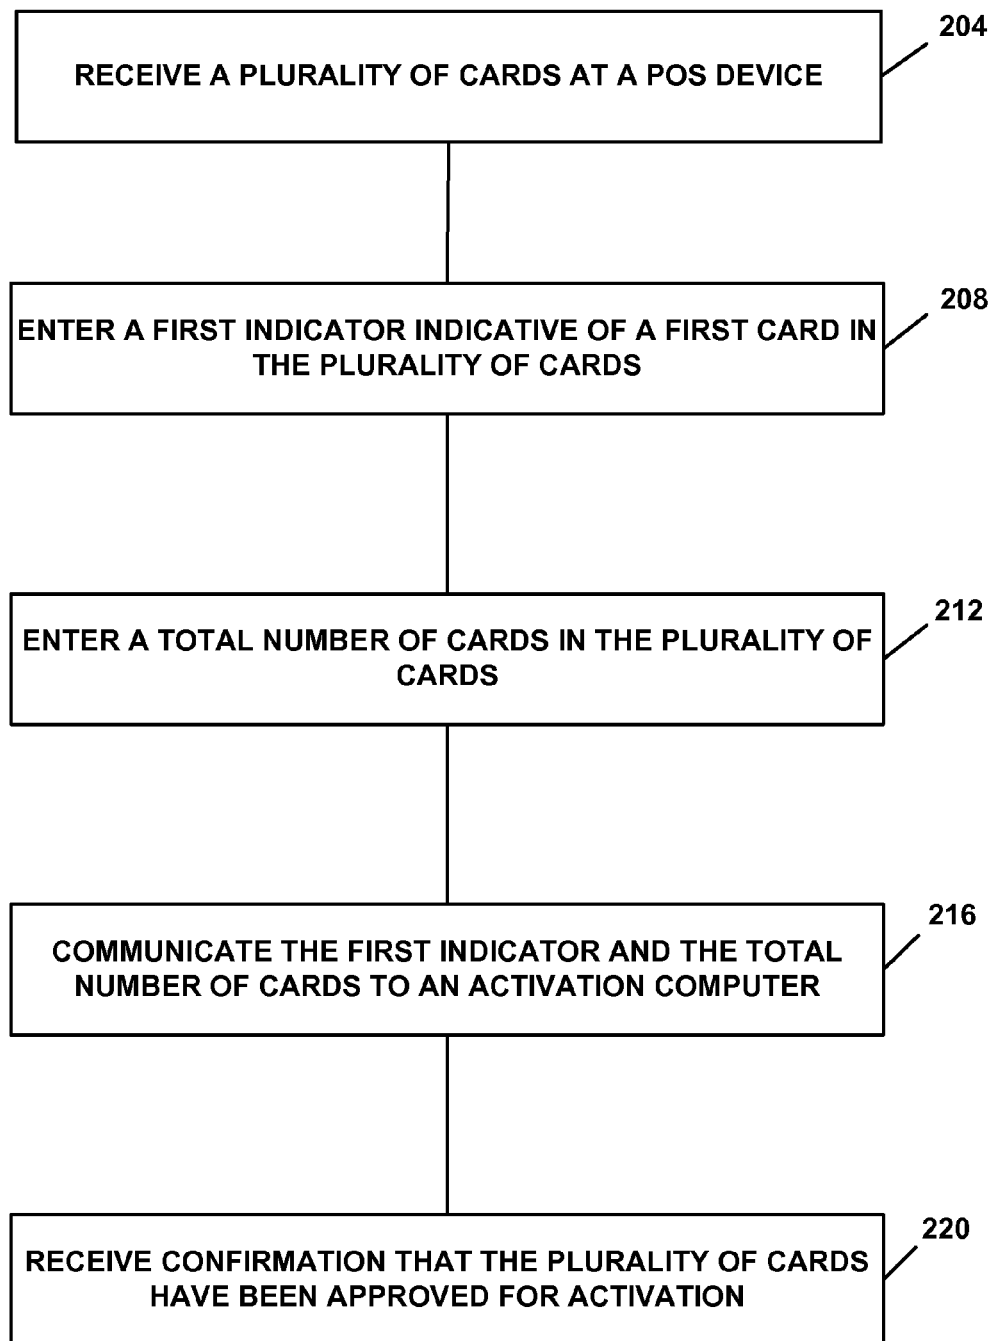 204
RECEIVE A PLURALITY OF CARDS AT A POS DEVICE
208
ENTER A FIRST INDICATOR INDICATIVE OF A FIRST CARD IN
THE PLURALITY OF CARDS
212
ENTER A TOTAL NUMBER OF CARDS IN THE PLURALITY OF
CARDS
216
COMMUNICATE THE FIRST INDICATOR AND THE TOTAL
NUMBER OF CARDS TO AN ACTIVATION COMPUTER
220
RECEIVE CONFIRMATION THAT THE PLURALITY OF CARDS
HAVE BEEN APPROVED FOR ACTIVATION